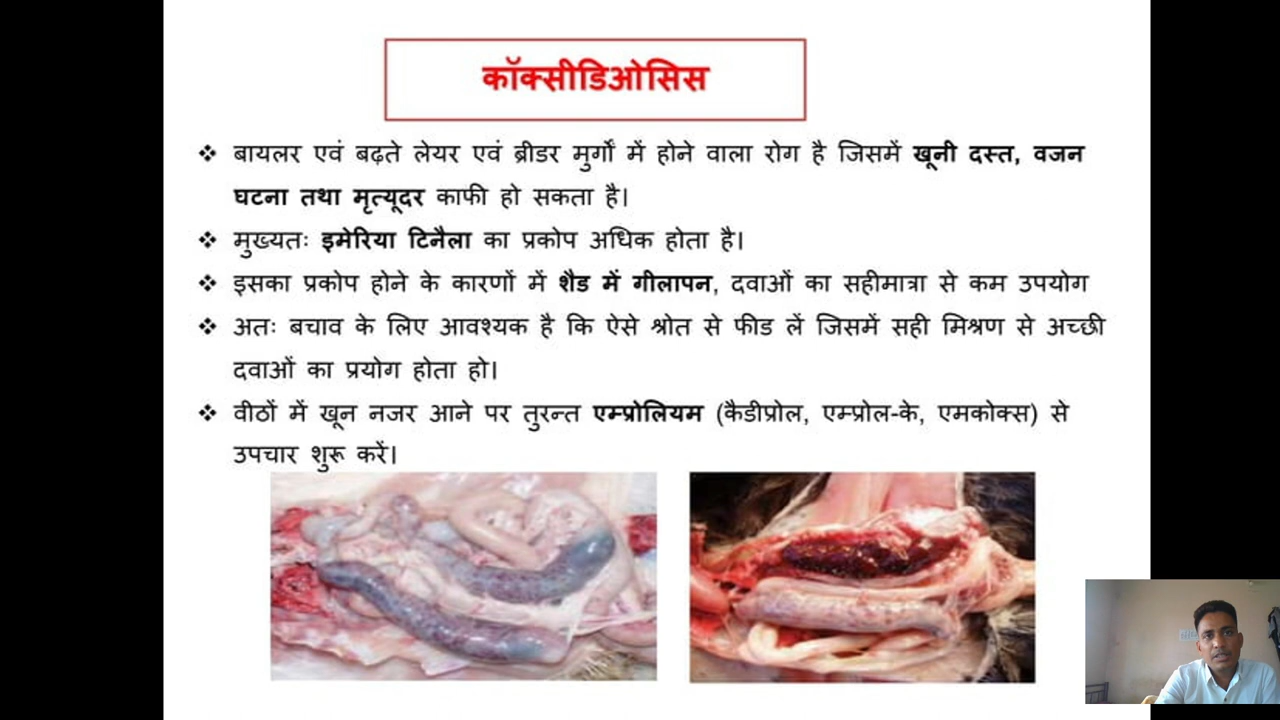 कॉक्सीडिओसिस
❖ बायलर एवं बढ़ते लेयर एवं ब्रीडर मुर्गों में होने वाला रोग है जिसमें खूनी दस्त, वजन
घटना तथा मृत्यूदर काफी हो सकता है।
❖ मुख्यतः इमेरिया टिनैला का प्रकोप अधिक होता है।
❖ इसका प्रकोप होने के कारणों में शैड में गीलापन, दवाओं का सहीमात्रा से कम उपयोग
❖ अतः बचाव के लिए आवश्यक है कि ऐसे श्रोत से फीड लें जिसमें सही मिश्रण से अच्छी
दवाओं का प्रयोग होता हो।
❖ वीठों में खून नजर आने पर तुरन्त एम्प्रोलियम (कैडीप्रोल, एम्प्रोल-के, एमकोक्स) से
उपचार शुरू करें।